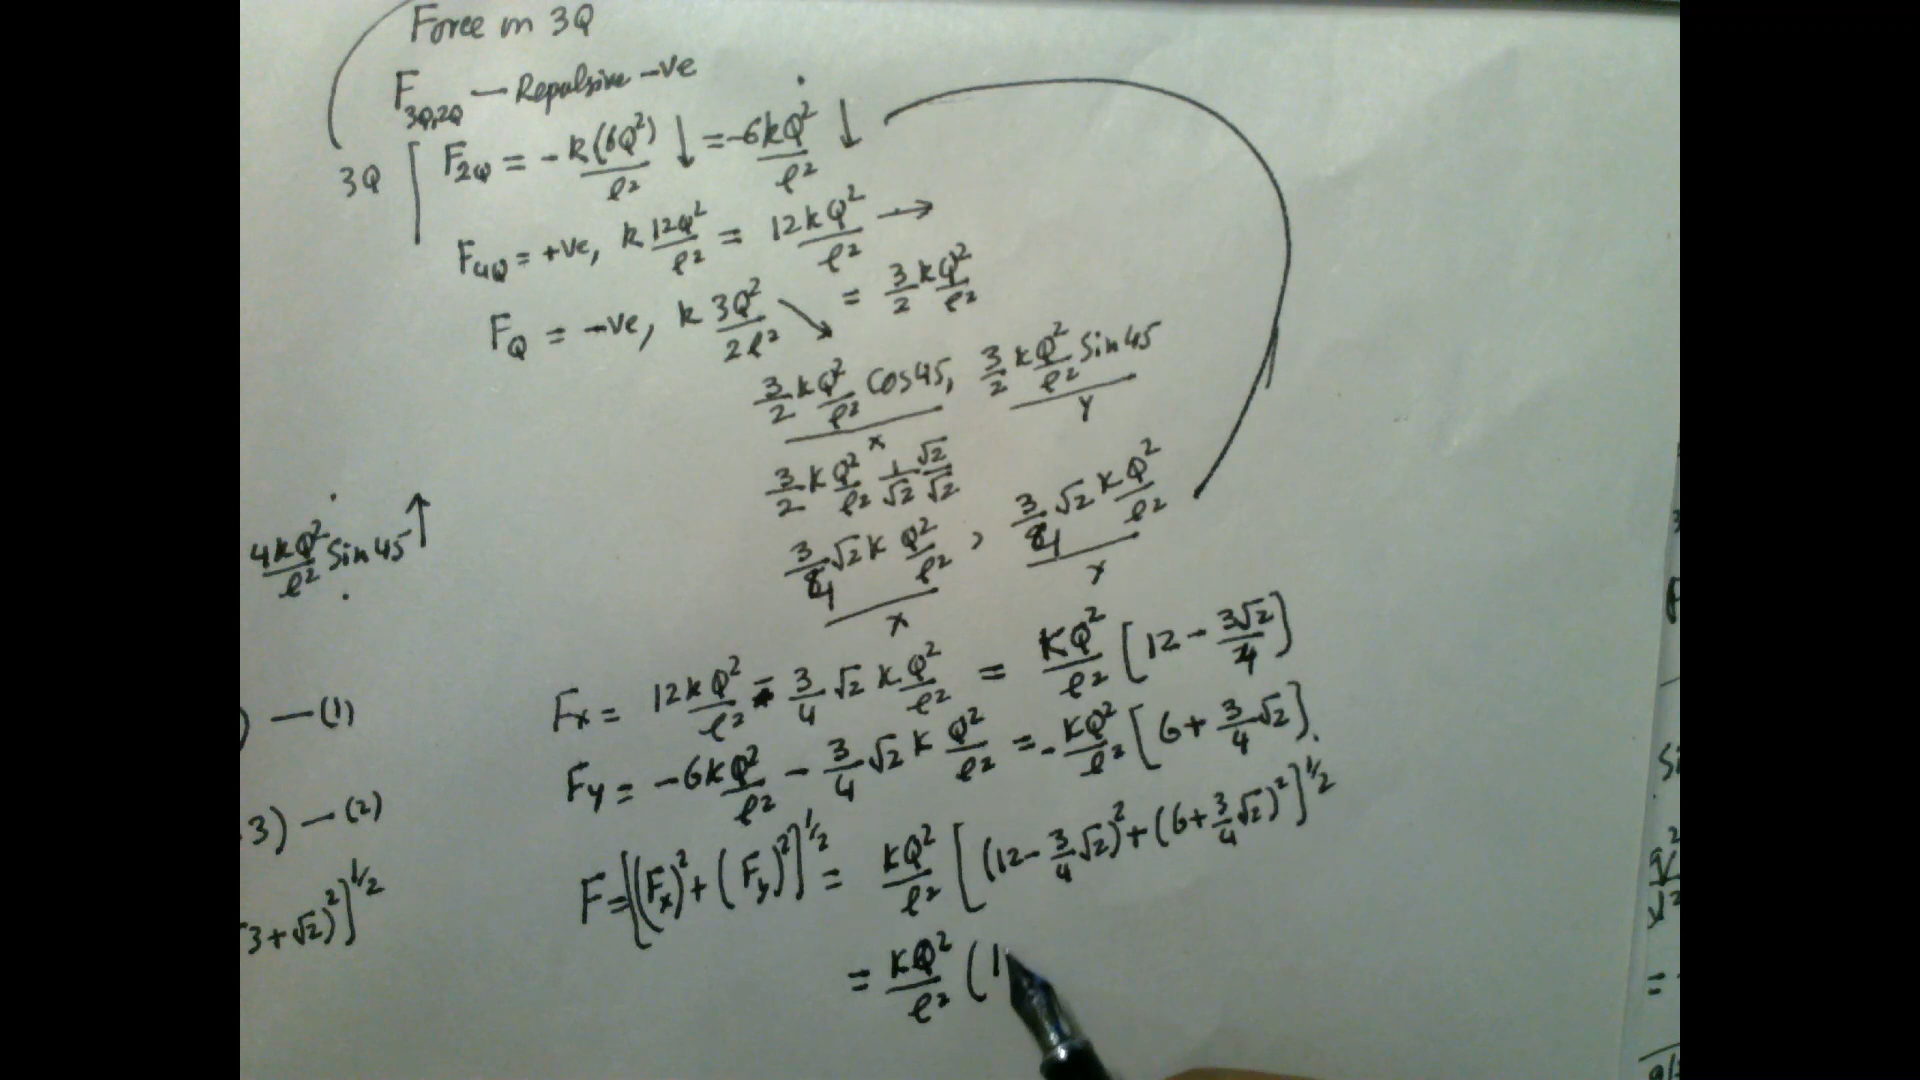 Force on 3Q
F3Q,2Q — Repulsive -ve
3Q [ F2Q = - k(6Q²)/ℓ² ↓ = -6kQ²/ℓ² ↓
F4Q = +ve, k 12Q²/ℓ² = 12kQ²/ℓ² →
FQ = -ve, k 3Q²/2ℓ² ↘ = 3/2 kQ²/ℓ²
3/2 kQ²/ℓ² Cos45, 3/2 kQ²/ℓ² Sin45
x y
3/2 k Q²/ℓ² 1/√2 √2/√2
3/4 √2 k Q²/ℓ² , 3/4 √2 k Q²/ℓ²
x x
4kQ²/ℓ² Sin45 ↑
) — (1)
3) — (2)
3+√2)²]^1/2
Fx = 12kQ²/ℓ² - 3/4 √2 k Q²/ℓ² = KQ²/ℓ² [12 - 3√2/4]
Fy = -6kQ²/ℓ² - 3/4 √2 k Q²/ℓ² = - KQ²/ℓ² [6 + 3/4 √2].
F = [(Fx)² + (Fy)²]^1/2 = KQ²/ℓ² [(12 - 3/4 √2)² + (6 + 3/4 √2)²]^1/2
= KQ²/ℓ² (1